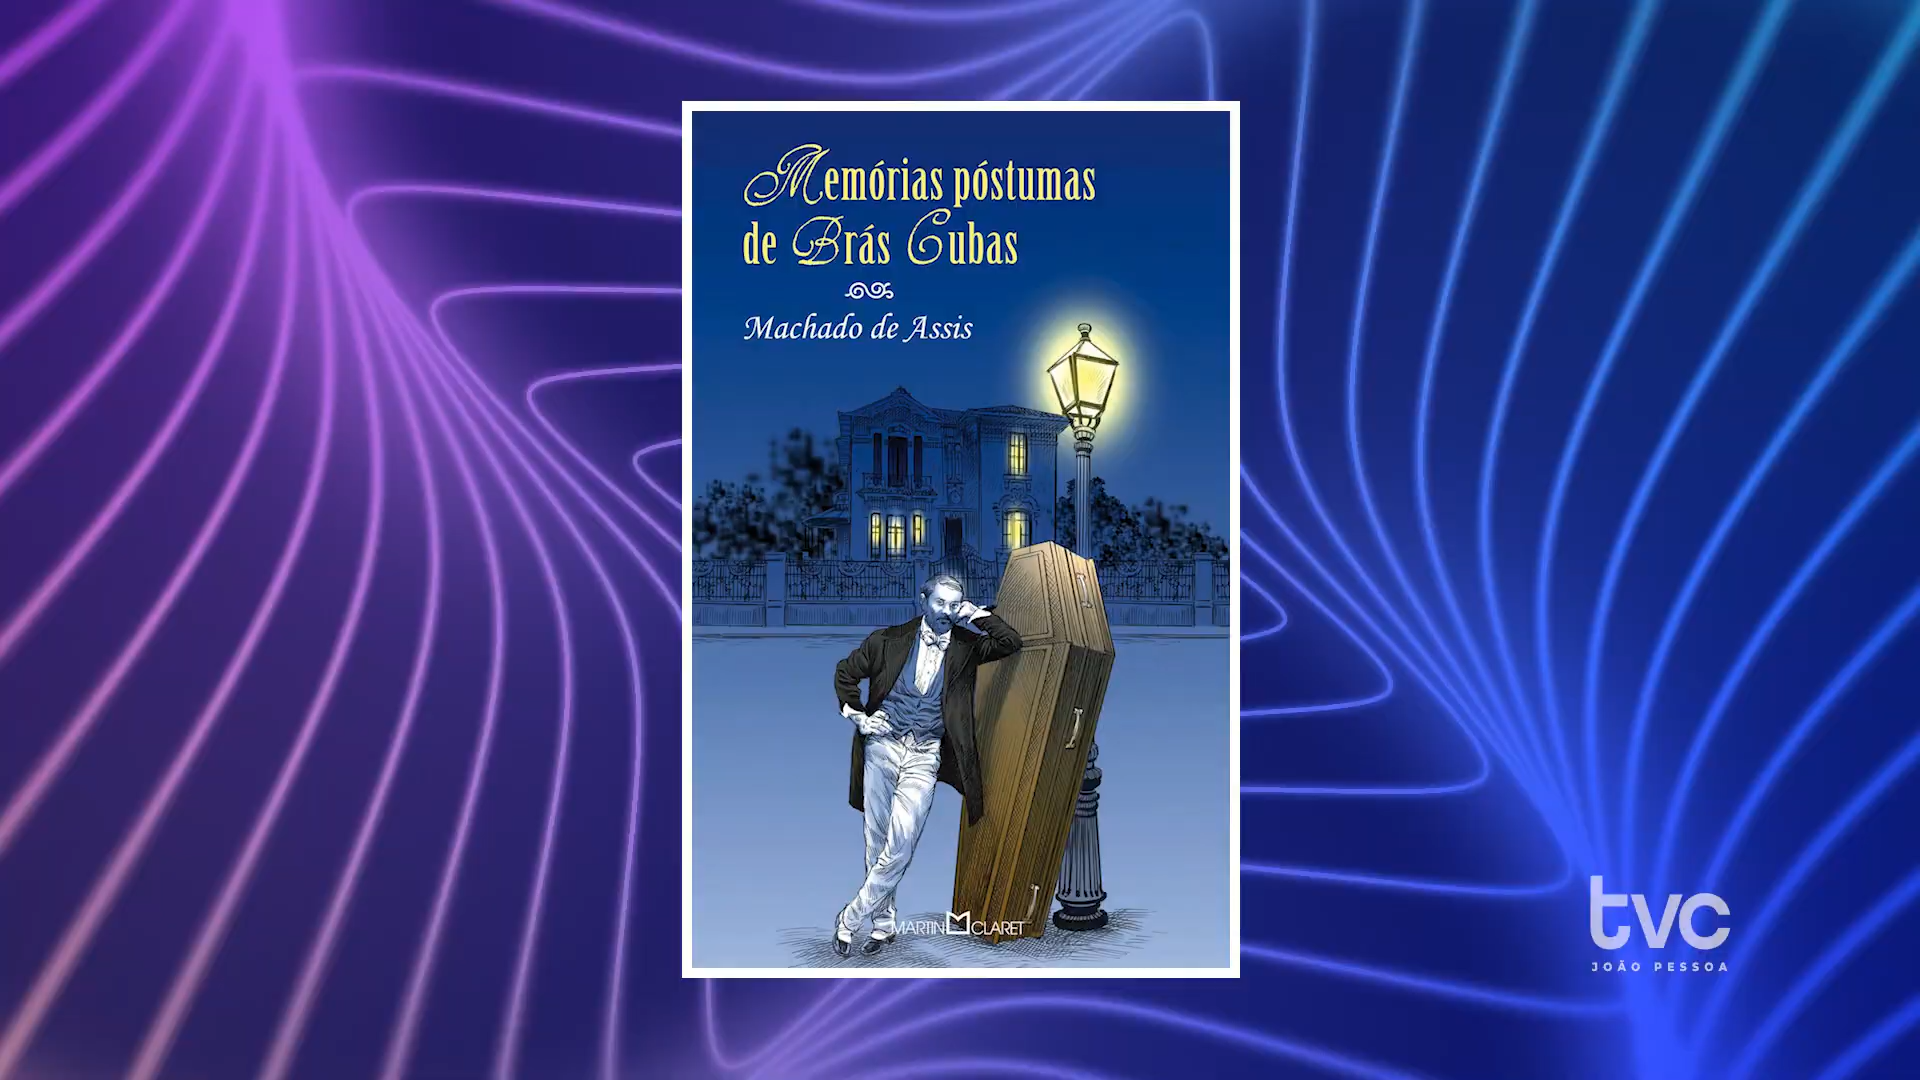 Memórias póstumas
de Brás Cubas
Machado de Assis
MARTIN CLARET
tvc
JOÃO PESSOA